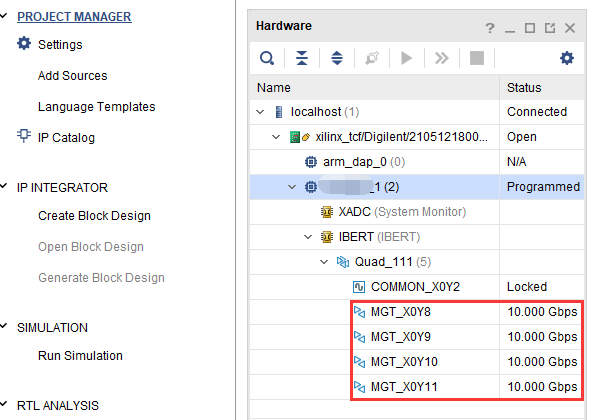 PROJECT MANAGER
Settings
Add Sources
Language Templates
IP Catalog
IP INTEGRATOR
Create Block Design
Open Block Design
Generate Block Design
SIMULATION
Run Simulation
RTL ANALYSIS
Hardware
Name Status
localhost (1) Connected
xilinx_tcf/Digilent/2105121800... Open
arm_dap_0 (0) N/A
_1 (2) Programmed
XADC (System Monitor)
IBERT (IBERT)
Quad_111 (5)
COMMON_X0Y2 Locked
MGT_X0Y8 10.000 Gbps
MGT_X0Y9 10.000 Gbps
MGT_X0Y10 10.000 Gbps
MGT_X0Y11 10.000 Gbps